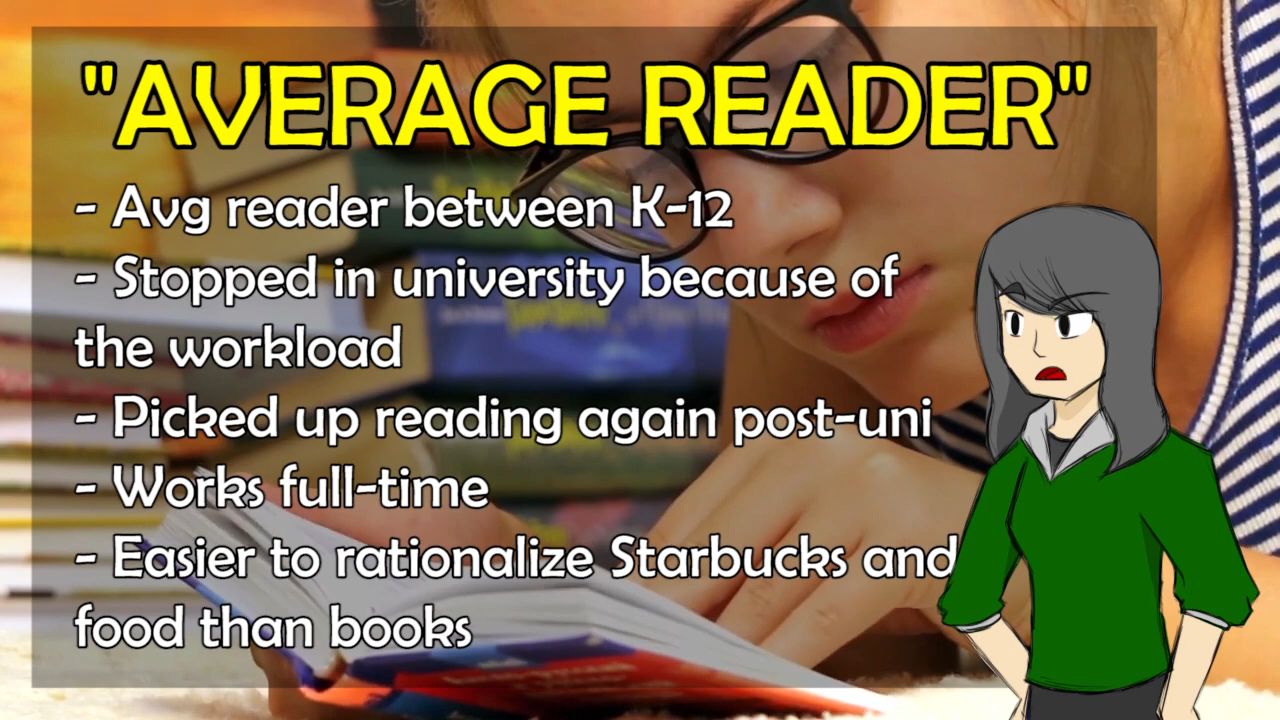 "AVERAGE READER"
- Avg reader between K-12
- Stopped in university because of
the workload
- Picked up reading again post-uni
- Works full-time
- Easier to rationalize Starbucks and
food than books